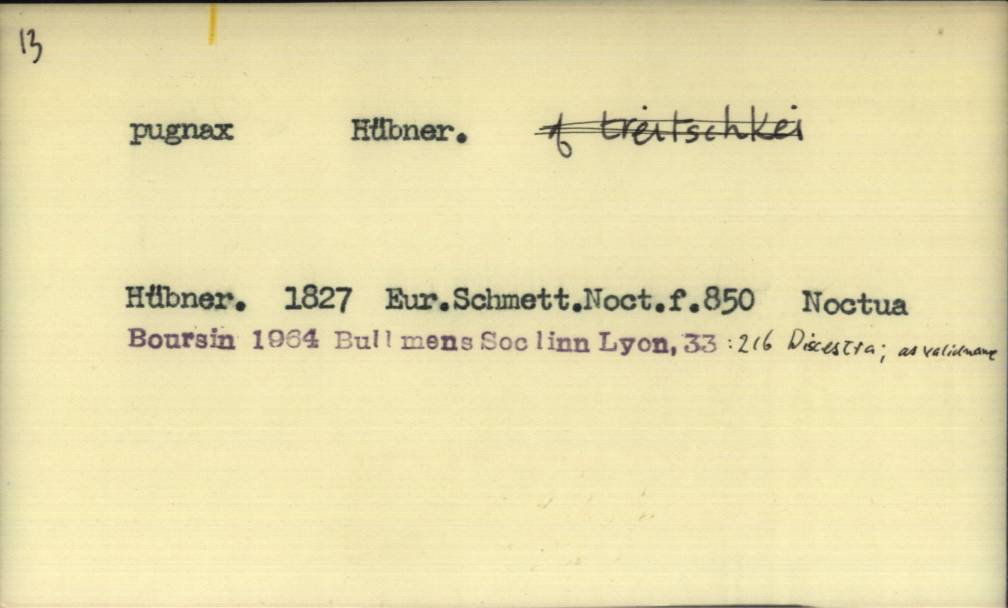 13
pugnax Hübner. f treitschkei
Hübner. 1827 Eur.Schmett.Noct.f.850 Noctua
Boursin 1964 Bull mens Soc linn Lyon, 33 :216 Discestra; as valid name